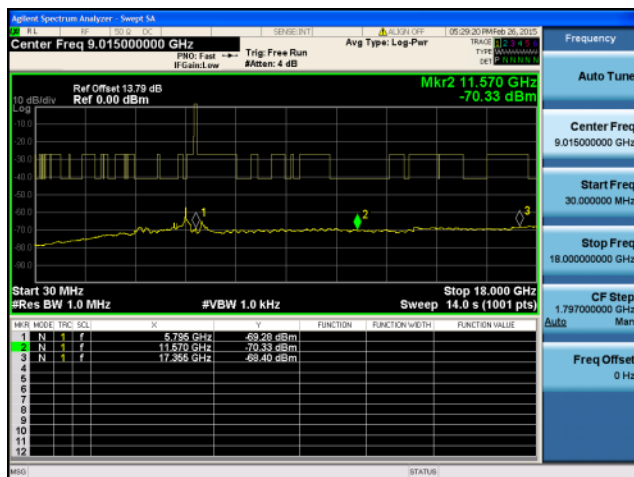 Agilent Spectrum Analyzer - Swept SA
RL RF 50 Ω DC SENSE:INT ALIGN OFF 05:29:20 PM Feb 26, 2015
Center Freq 9.015000000 GHz
PNO: Fast
IFGain:Low
Trig: Free Run
#Atten: 4 dB
Avg Type: Log-Pwr
TRACE 1 2 3 4 5 6
TYPE
DET P N N N N N
Ref Offset 13.79 dB
Ref 0.00 dBm
Mkr2 11.570 GHz
-70.33 dBm
10 dB/div
Log
-10.0
-20.0
-30.0
-40.0
-50.0
-60.0
-70.0
-80.0
-90.0
1
2
3
Start 30 MHz
Stop 18.000 GHz
#Res BW 1.0 MHz #VBW 1.0 kHz Sweep 14.0 s (1001 pts)
MKR MODE TRC SCL X Y FUNCTION FUNCTION WIDTH FUNCTION VALUE
1 N 1 f 5.795 GHz -69.28 dBm
2 N 1 f 11.570 GHz -70.33 dBm
3 N 1 f 17.355 GHz -68.40 dBm
4
5
6
7
8
9
10
11
12
MSG STATUS
Frequency
Auto Tune
Center Freq
9.015000000 GHz
Start Freq
30.000000 MHz
Stop Freq
18.000000000 GHz
CF Step
1.797000000 GHz
Auto Man
Freq Offset
0 Hz